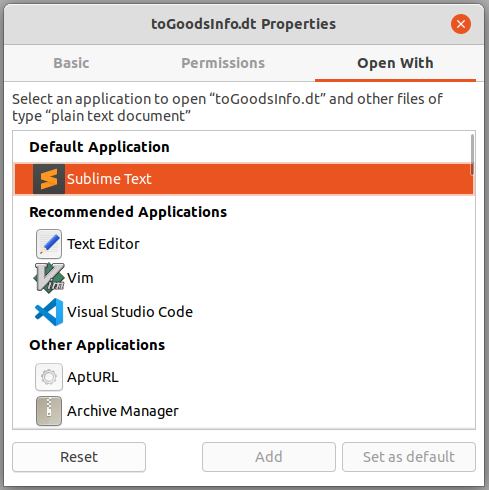 toGoodsInfo.dt Properties
Basic Permissions Open With
Select an application to open “toGoodsInfo.dt” and other files of
type “plain text document”
Default Application
Sublime Text
Recommended Applications
Text Editor
Vim
Visual Studio Code
Other Applications
AptURL
Archive Manager
Reset Add Set as default